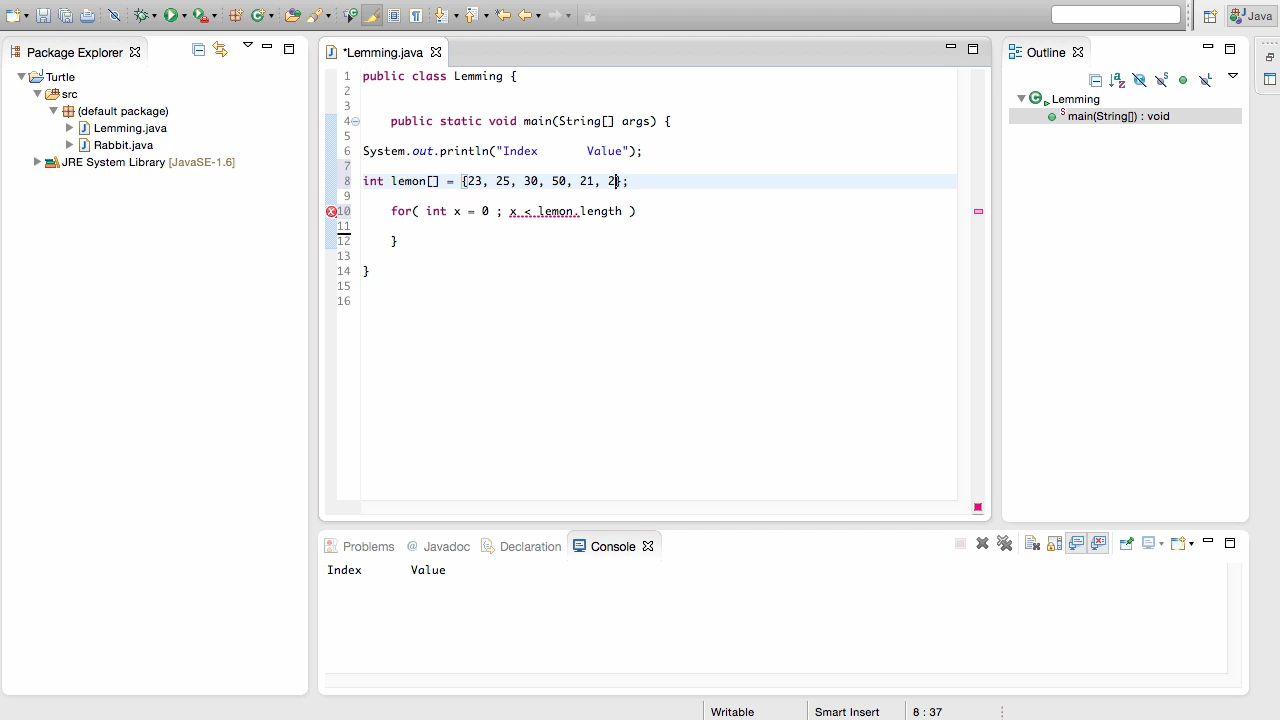 Java
Package Explorer
*Lemming.java
Outline
Turtle
src
(default package)
Lemming.java
Rabbit.java
JRE System Library [JavaSE-1.6]
1 public class Lemming {
2
3
4 public static void main(String[] args) {
5
6 System.out.println("Index       Value");
7
8 int lemon[] = {23, 25, 30, 50, 21, 2};
9
10 for( int x = 0 ; x < lemon.length )
11
12 }
13
14 }
15
16
Lemming
main(String[]) : void
Problems @ Javadoc Declaration Console
Index       Value
Writable Smart Insert 8 : 37